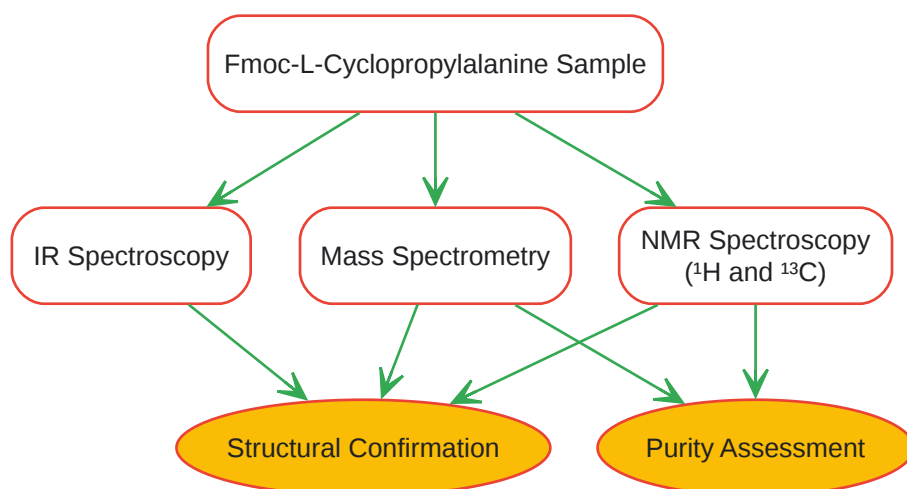 Fmoc-L-Cyclopropylalanine Sample
IR Spectroscopy
Mass Spectrometry
NMR Spectroscopy
(¹H and ¹³C)
Structural Confirmation
Purity Assessment